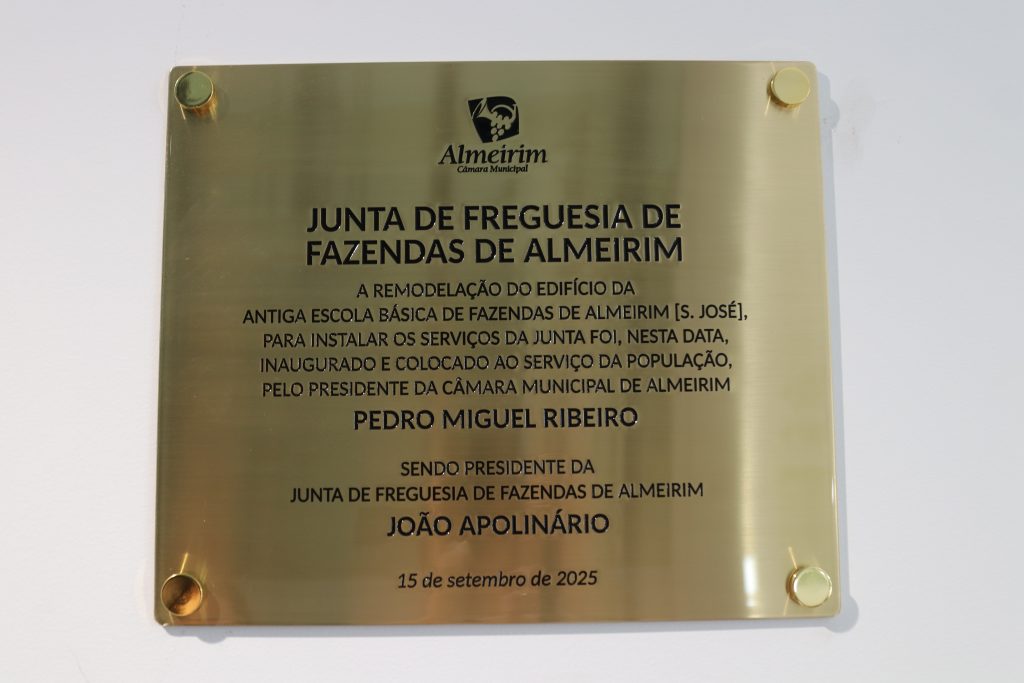 Almeirim
Câmara Municipal
JUNTA DE FREGUESIA DE
FAZENDAS DE ALMEIRIM
A REMODELAÇÃO DO EDIFÍCIO DA
ANTIGA ESCOLA BÁSICA DE FAZENDAS DE ALMEIRIM [S. JOSÉ],
PARA INSTALAR OS SERVIÇOS DA JUNTA FOI, NESTA DATA,
INAUGURADO E COLOCADO AO SERVIÇO DA POPULAÇÃO,
PELO PRESIDENTE DA CÂMARA MUNICIPAL DE ALMEIRIM
PEDRO MIGUEL RIBEIRO
SENDO PRESIDENTE DA
JUNTA DE FREGUESIA DE FAZENDAS DE ALMEIRIM
JOÃO APOLINÁRIO
15 de setembro de 2025